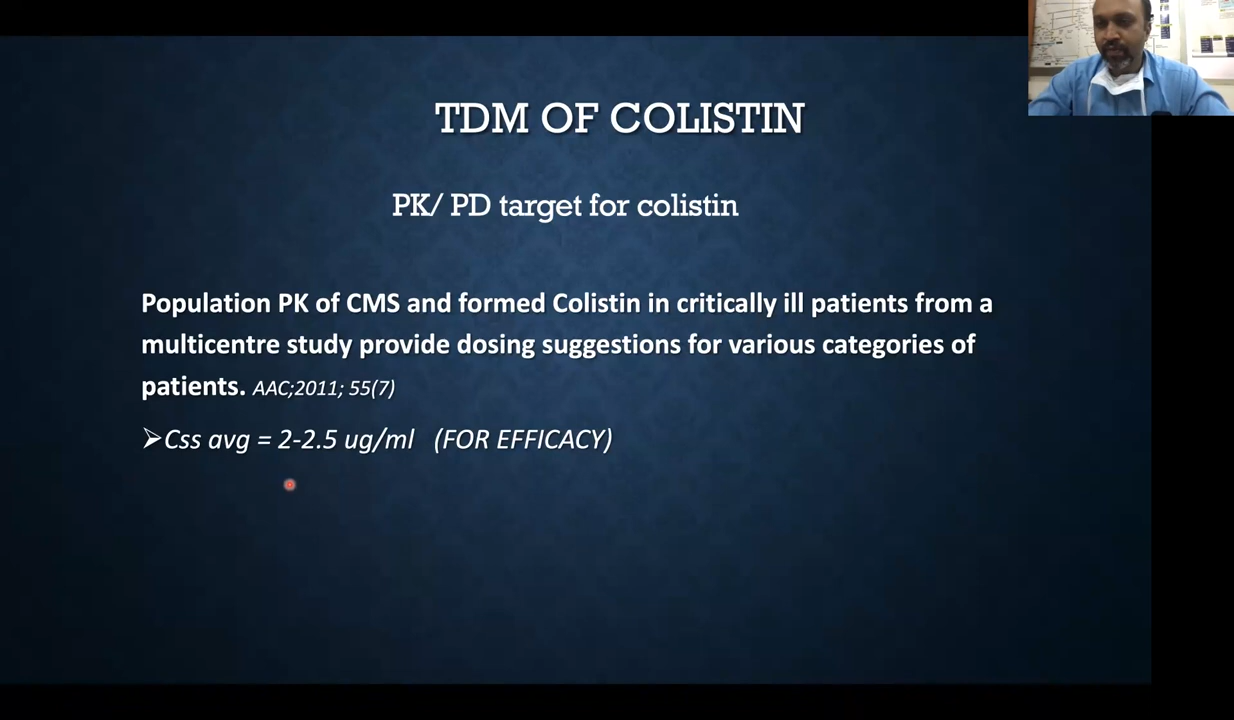 TDM OF COLISTIN
PK/ PD target for colistin
Population PK of CMS and formed Colistin in critically ill patients from a
multicentre study provide dosing suggestions for various categories of
patients. AAC;2011; 55(7)
➢Css avg = 2-2.5 ug/ml (FOR EFFICACY)